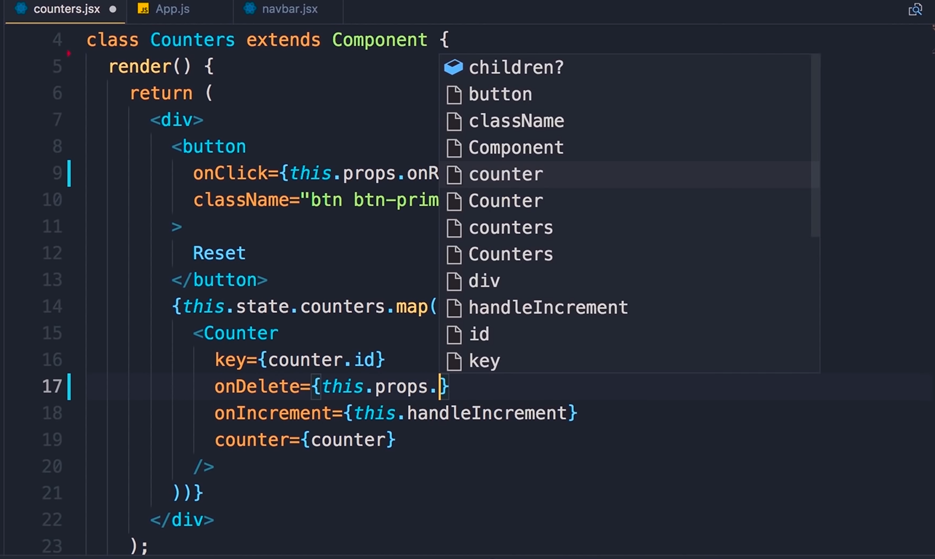 counters.jsx
JS App.js
navbar.jsx
4 class Counters extends Component {
5 render() {
6 return (
7 <div>
8 <button
9 onClick={this.props.onR
10 className="btn btn-prim
11 >
12 Reset
13 </button>
14 {this.state.counters.map(
15 <Counter
16 key={counter.id}
17 onDelete={this.props.}
18 onIncrement={this.handleIncrement}
19 counter={counter}
20 />
21 ))}
22 </div>
23 );
children?
button
className
Component
counter
Counter
counters
Counters
div
handleIncrement
id
key